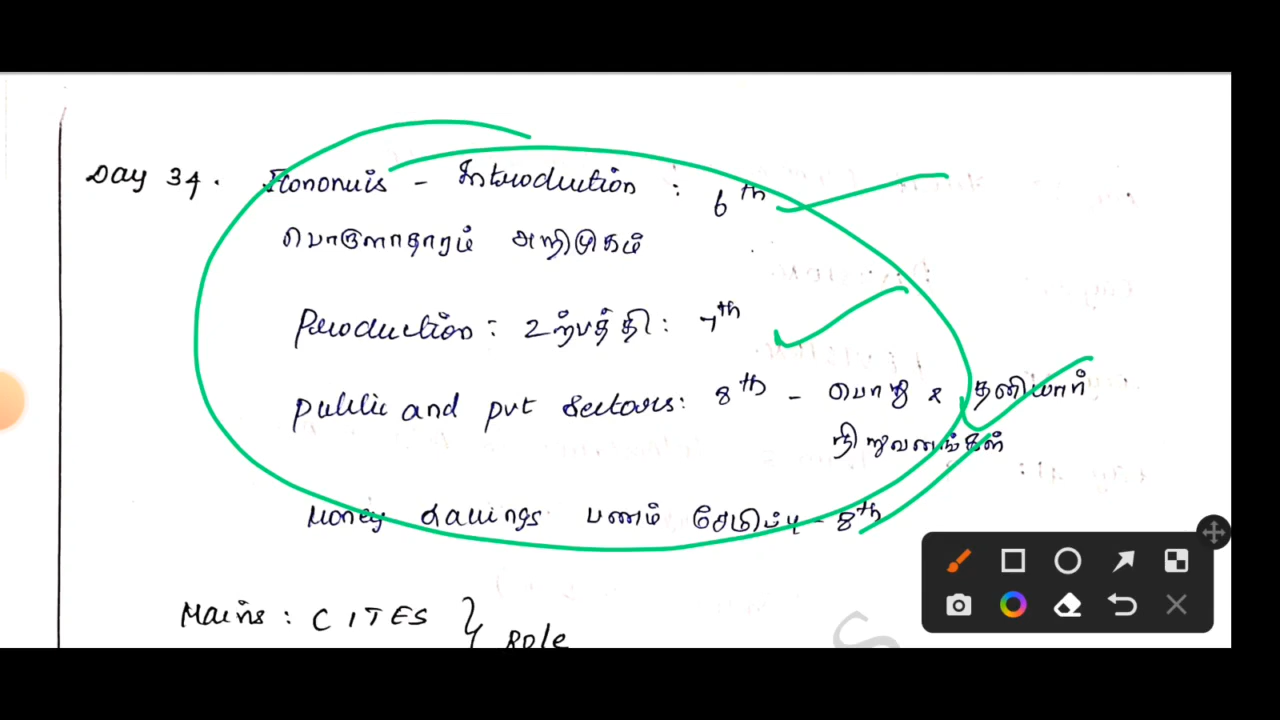 Day 34. Economics - Introduction : 6th
பொருளாதாரம் அறிமுகம்
Production : உற்பத்தி : 7th
Public and pvt Sectors : 8th - பொது & தனியார்
நிறுவனங்கள்
Money Savings பணம் சேமிப்பு - 8th
Mains : CITES } Role